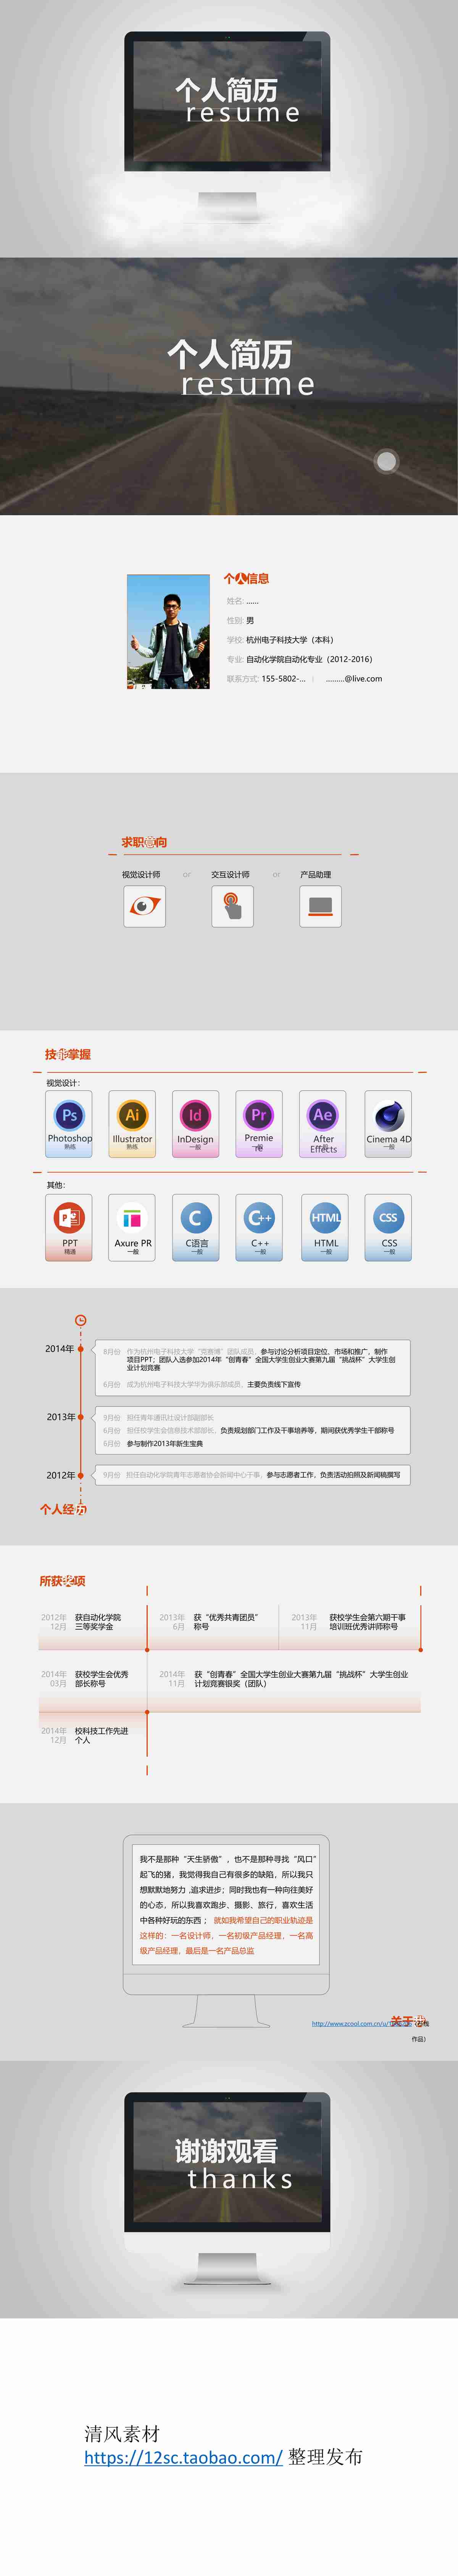 个人简历
resume
个人简历
resume
个人信息
姓名: ......
性别: 男
学校: 杭州电子科技大学（本科）
专业: 自动化学院自动化专业（2012-2016）
联系方式: 155-5802-... | .........@live.com
求职意向
视觉设计师 or 交互设计师 or 产品助理
技能掌握
视觉设计：
Ps Ai Id Pr Ae
Photoshop Illustrator InDesign Premiere After Effects Cinema 4D
熟练 熟练 一般 一般 一般 一般
其他：
P C C++ HTML CSS
PPT Axure PR C语言 C++ HTML CSS
精通 一般 一般 一般 一般 一般
2014年
8月份 作为杭州电子科技大学“竞赛喵”团队成员，参与讨论分析项目定位、市场和推广，制作
项目PPT；团队入选参加2014年“创青春”全国大学生创业大赛第九届“挑战杯”大学生创
业计划竞赛
6月份 成为杭州电子科技大学华为俱乐部成员，主要负责线下宣传
2013年
9月份 担任青年通讯社设计部副部长
6月份 担任校学生会信息技术部部长，负责规划部门工作及干事培养等，期间获优秀学生干部称号
6月份 参与制作2013年新生宝典
2012年
9月份 担任自动化学院青年志愿者协会新闻中心干事，参与志愿者工作，负责活动拍照及新闻稿撰写
个人经历
所获奖项
2012年 获自动化学院
12月 三等奖学金
2013年 获“优秀共青团员”
6月 称号
2013年 获校学生会第六期干事
11月 培训班优秀讲师称号
2014年 获校学生会优秀
03月 部长称号
2014年 获“创青春”全国大学生创业大赛第九届“挑战杯”大学生创业
11月 计划竞赛银奖（团队）
2014年 校科技工作先进
12月 个人
我不是那种“天生骄傲”，也不是那种寻找“风口”
起飞的猪，我觉得我自己有很多的缺陷，所以我只
想默默地努力 ,追求进步；同时我也有一种向往美好
的心态，所以我喜欢跑步、摄影、旅行，喜欢生活
中各种好玩的东西； 就如我希望自己的职业轨迹是
这样的：一名设计师，一名初级产品经理，一名高
级产品经理，最后是一名产品总监
关于我
http://www.zcool.com.cn/u/
作品）
谢谢观看
thanks
清风素材
https://12sc.taobao.com/ 整理发布